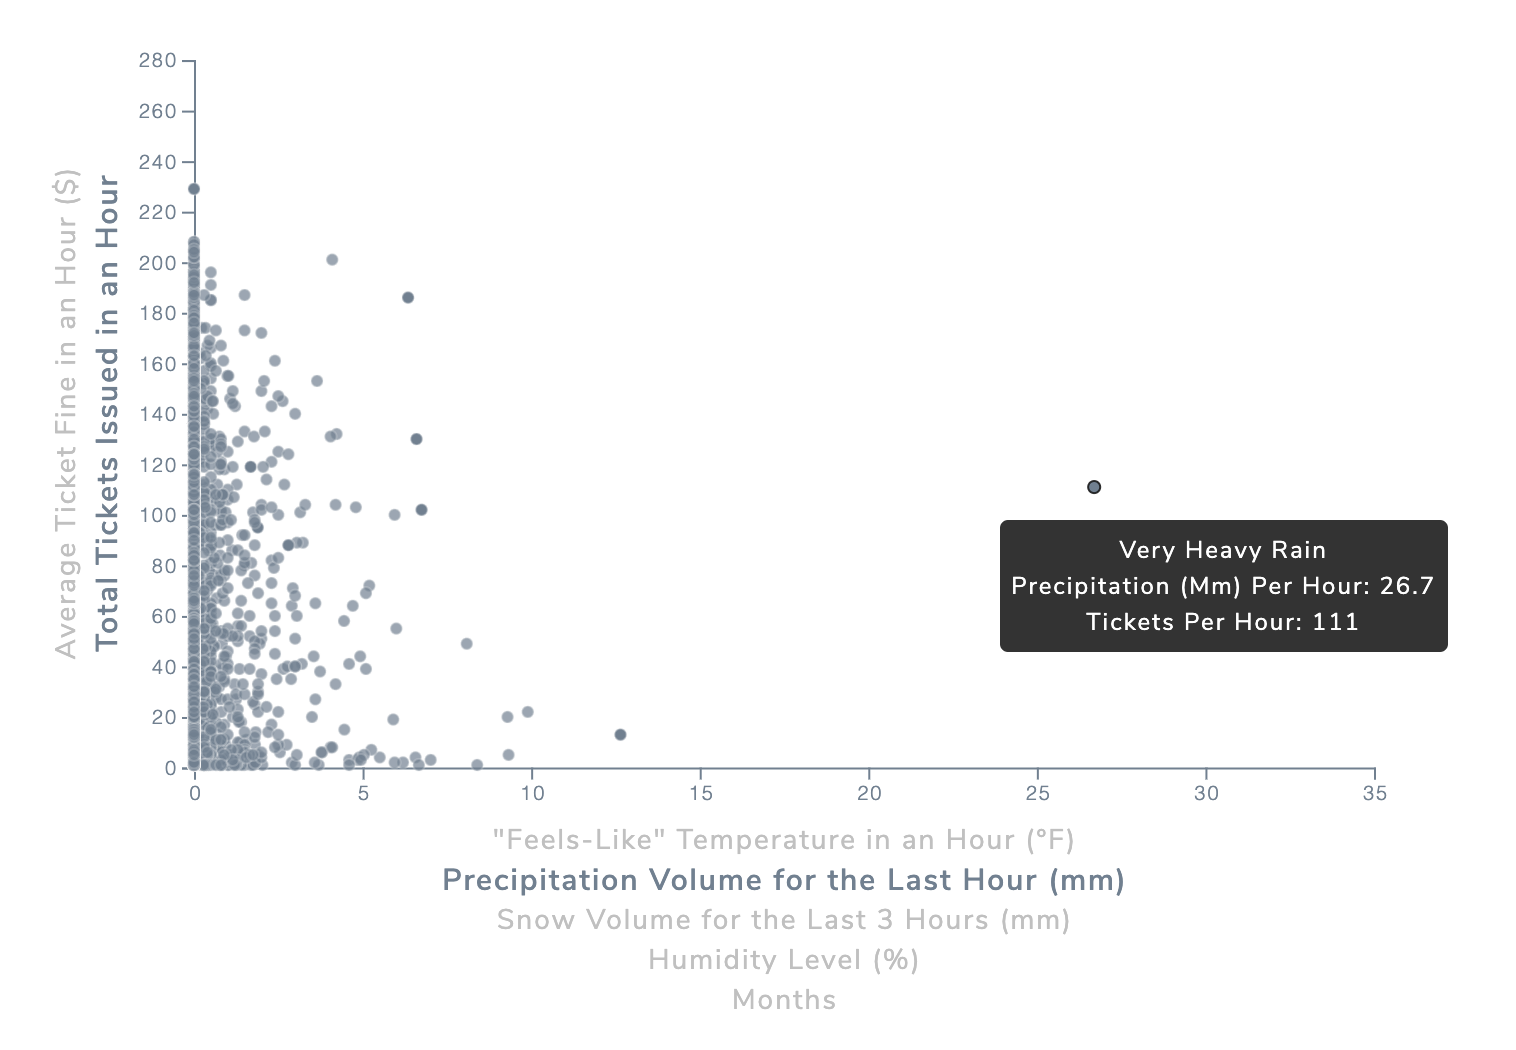 280
260
240
220
200
180
160
140
120
100
80
60
40
20
0
Average Ticket Fine in an Hour ($)
Total Tickets Issued in an Hour
Very Heavy Rain
Precipitation (Mm) Per Hour: 26.7
Tickets Per Hour: 111
0 5 10 15 20 25 30 35
"Feels-Like" Temperature in an Hour (°F)
Precipitation Volume for the Last Hour (mm)
Snow Volume for the Last 3 Hours (mm)
Humidity Level (%)
Months